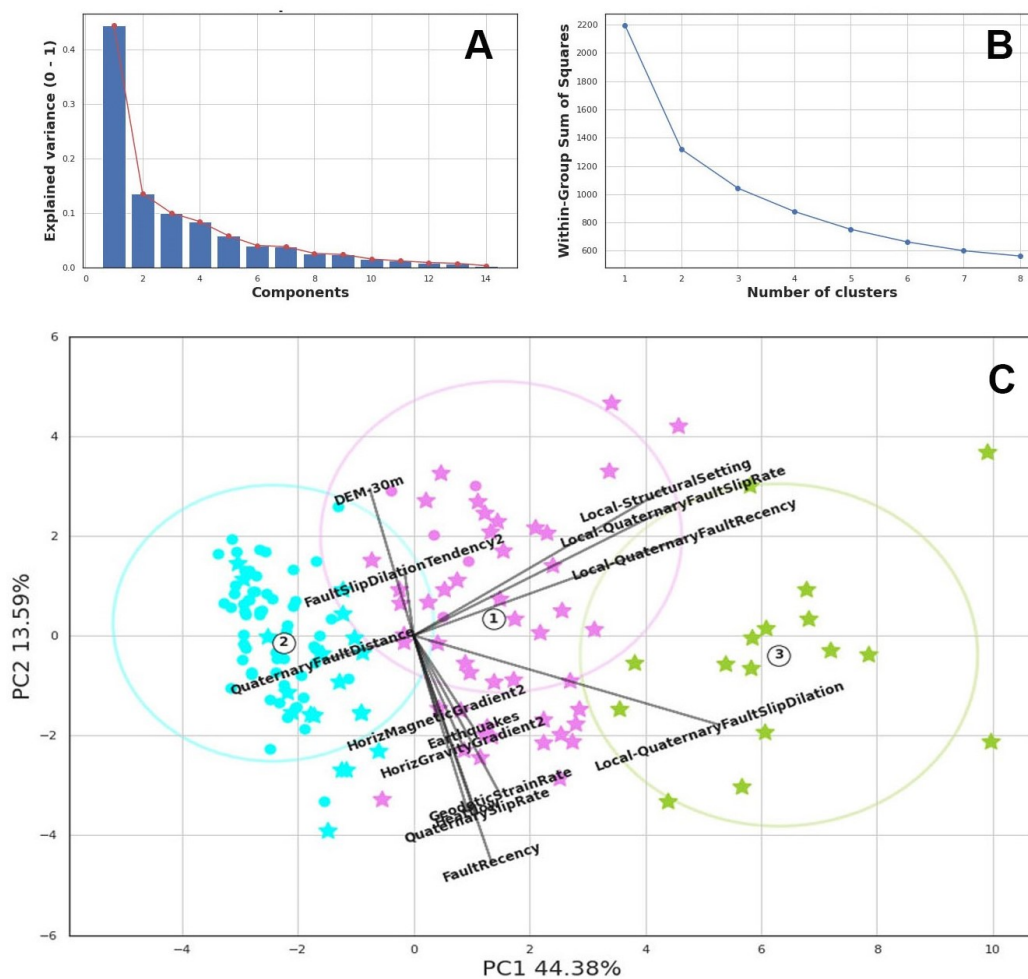 A
Explained variance (0 - 1)
0.4
0.3
0.2
0.1
0.0
0 2 4 6 8 10 12 14
Components
B
Within-Group Sum of Squares
2200
2000
1800
1600
1400
1200
1000
800
600
1 2 3 4 5 6 7 8
Number of clusters
C
PC2 13.59%
6
4
2
0
−2
−4
−6
DEM-30m
Local-StructuralSetting
Local-QuaternaryFaultSlipRate
Local-QuaternaryFaultRecency
FaultSlipDilationTendency2
1
2
3
QuaternaryFaultDistance
HorizMagneticGradient2
Earthquakes
HorizGravityGradient2
Local-QuaternaryFaultSlipDilation
GeodeticStrainRate
QuaternarySlipRate
FaultRecency
−4 −2 0 2 4 6 8 10
PC1 44.38%